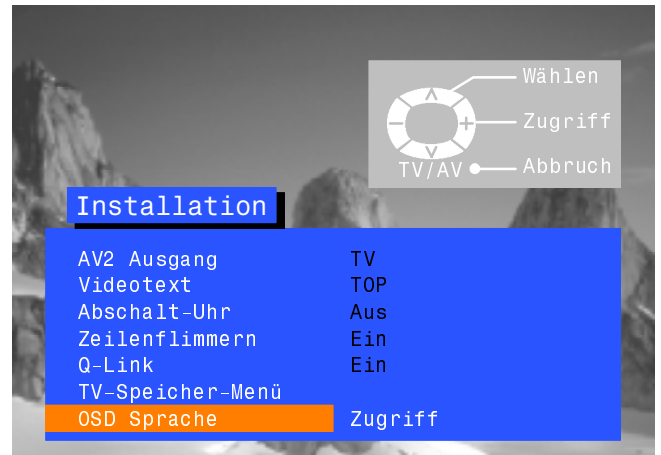 Wählen
Zugriff
TV/AV Abbruch
Installation
AV2 Ausgang TV
Videotext TOP
Abschalt-Uhr Aus
Zeilenflimmern Ein
Q-Link Ein
TV-Speicher-Menü
OSD Sprache Zugriff